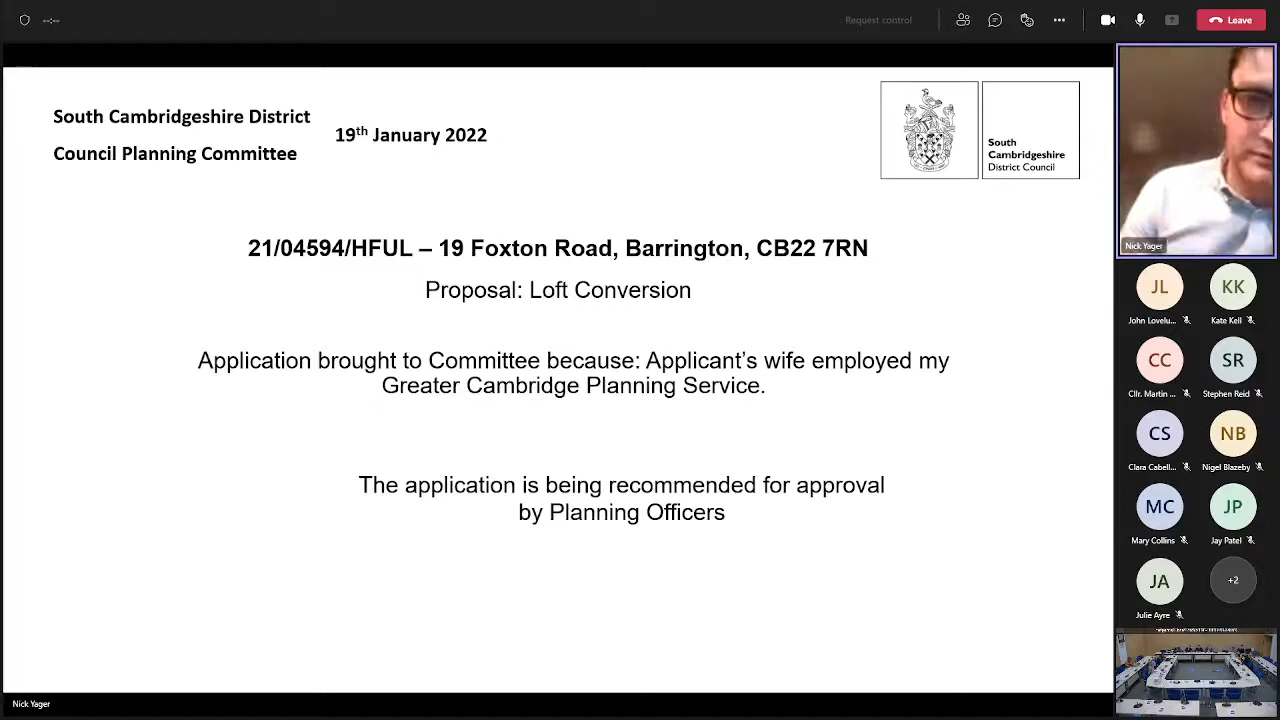 --:--
Request control
Leave
South Cambridgeshire District
Council Planning Committee
19th January 2022
South
Cambridgeshire
District Council
21/04594/HFUL – 19 Foxton Road, Barrington, CB22 7RN
Proposal: Loft Conversion
Application brought to Committee because: Applicant's wife employed my
Greater Cambridge Planning Service.
The application is being recommended for approval
by Planning Officers
Nick Yager
JL
KK
John Lovelu...
Kate Kell
CC
SR
Cllr. Martin ...
Stephen Reid
CS
NB
Clara Cabell...
Nigel Blazeby
MC
JP
Mary Collins
Jay Patel
JA
+2
Julie Ayre
Nick Yager